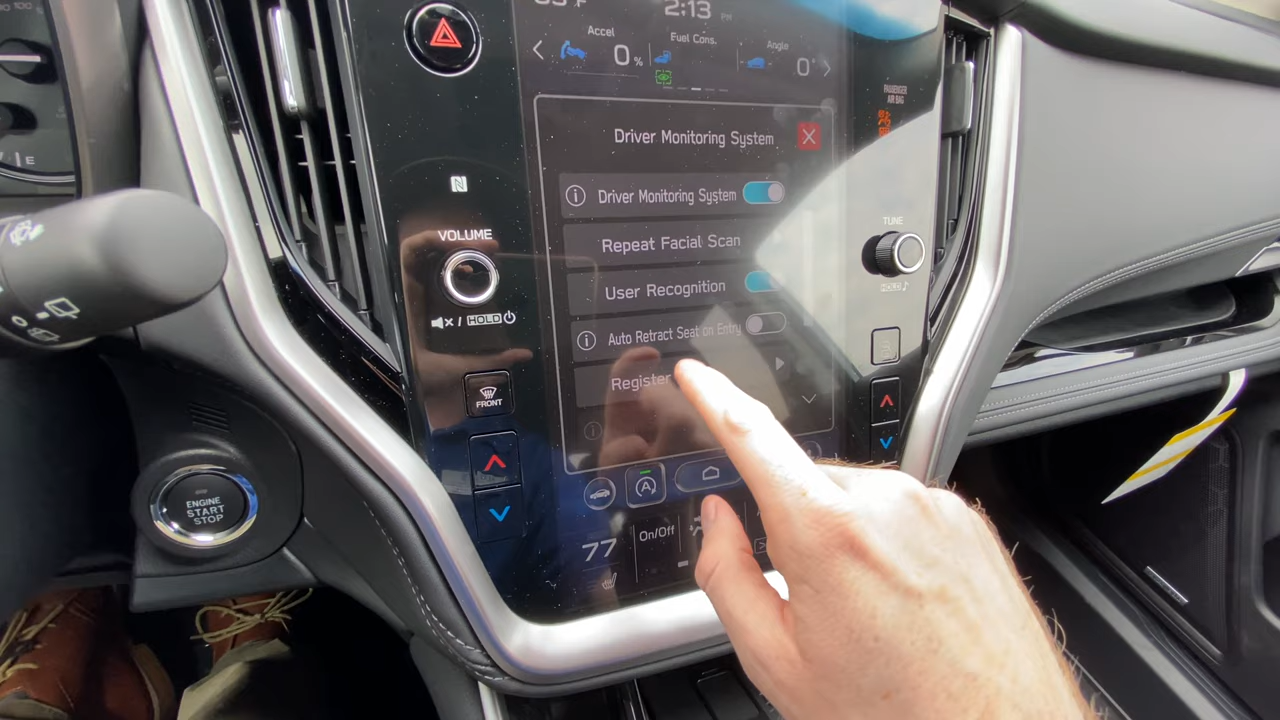 2:13 PM
Accel
0 %
Fuel Cons.
Angle
0°
PASSENGER
AIR BAG
Driver Monitoring System
Driver Monitoring System
Repeat Facial Scan
User Recognition
Auto Retract Seat on Entry
Register
VOLUME
HOLD
TUNE
HOLD
FRONT
ENGINE
START
STOP
A
77
On/Off
E